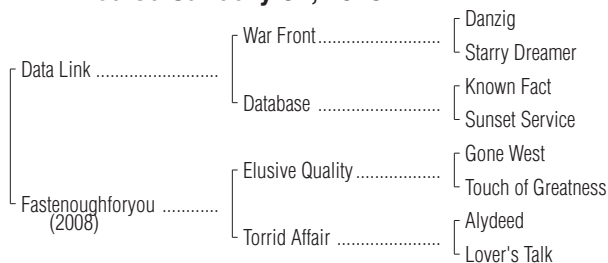 Danzig
War Front
Starry Dreamer
Data Link
Known Fact
Database
Sunset Service
Gone West
Elusive Quality
Touch of Greatness
Fastenoughforyou
(2008)
Alydeed
Torrid Affair
Lover's Talk